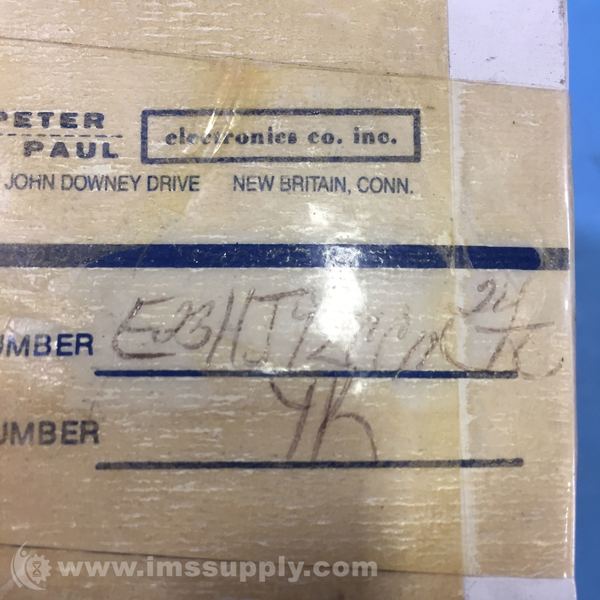 PETER
PAUL
electronics co. inc.
JOHN DOWNEY DRIVE NEW BRITAIN, CONN.
UMBER
UMBER
www.imssupply.com